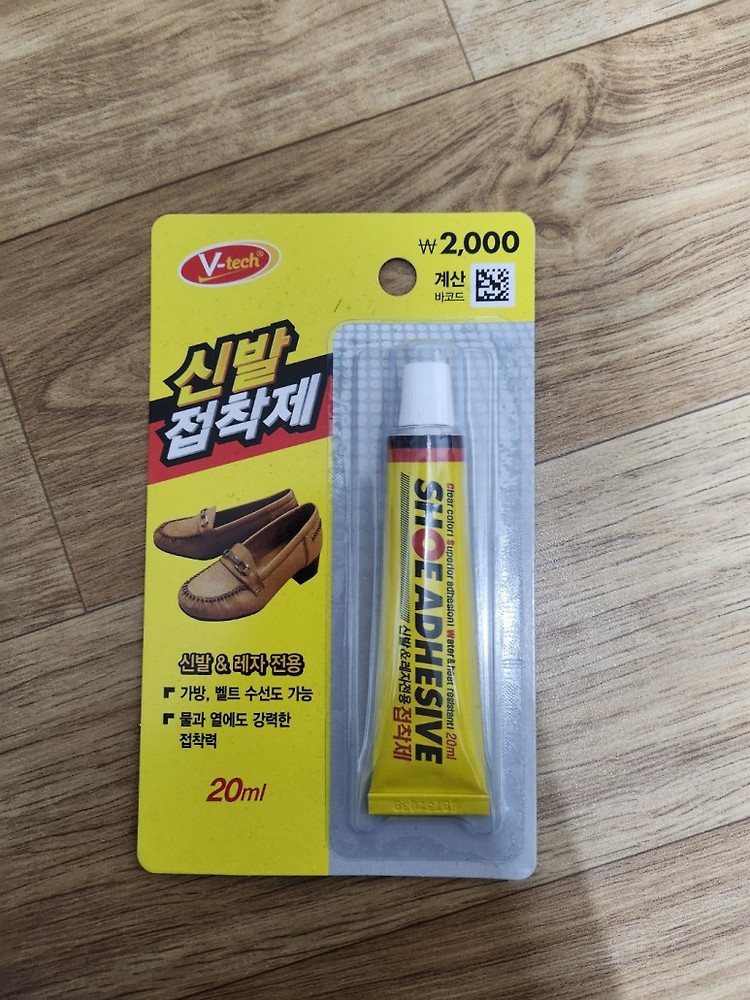 V-tech®
₩2,000
계산
바코드
신발
접착제
신발 & 레자 전용
가방, 벨트 수선도 가능
물과 열에도 강력한
접착력
20ml
Clear color! Superior adhesion! Water & heat resistant! 20ml
SHOE ADHESIVE
신발 & 레자전용 접착제